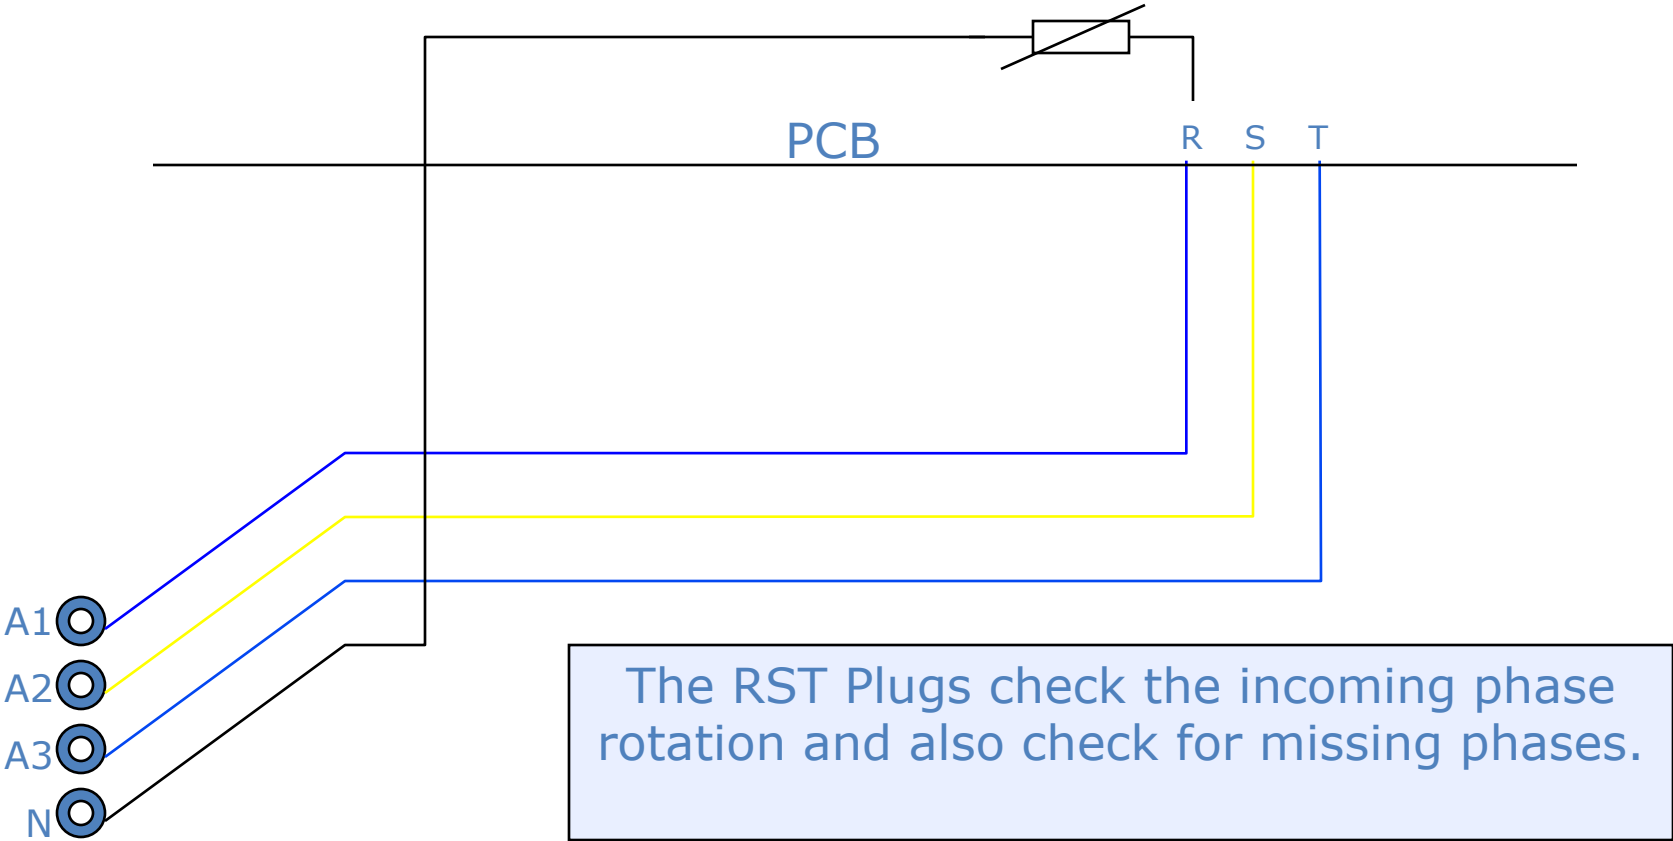 PCB
R S T
A1
A2
A3
N
The RST Plugs check the incoming phase
rotation and also check for missing phases.